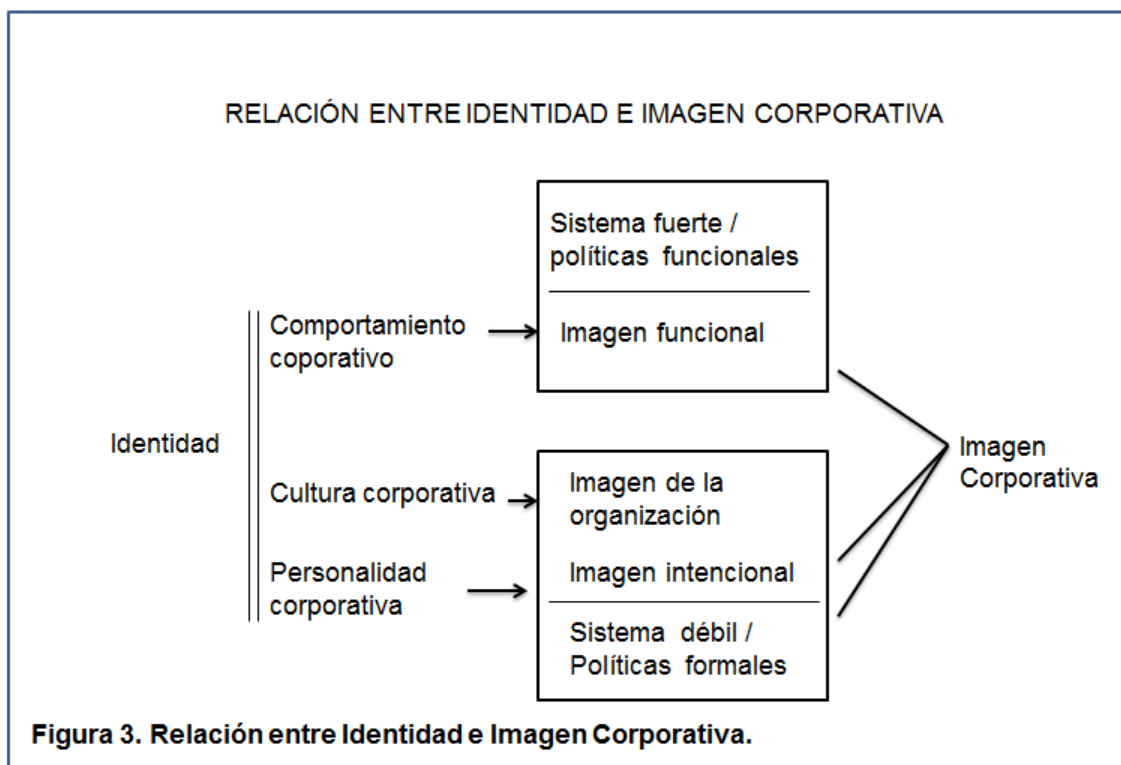 RELACIÓN ENTRE IDENTIDAD E IMAGEN CORPORATIVA
Sistema fuerte /
políticas funcionales
Comportamiento
coporativo
Imagen funcional
Identidad
Imagen
Corporativa
Cultura corporativa
Imagen de la
organización
Personalidad
corporativa
Imagen intencional
Sistema débil /
Políticas formales
Figura 3. Relación entre Identidad e Imagen Corporativa.